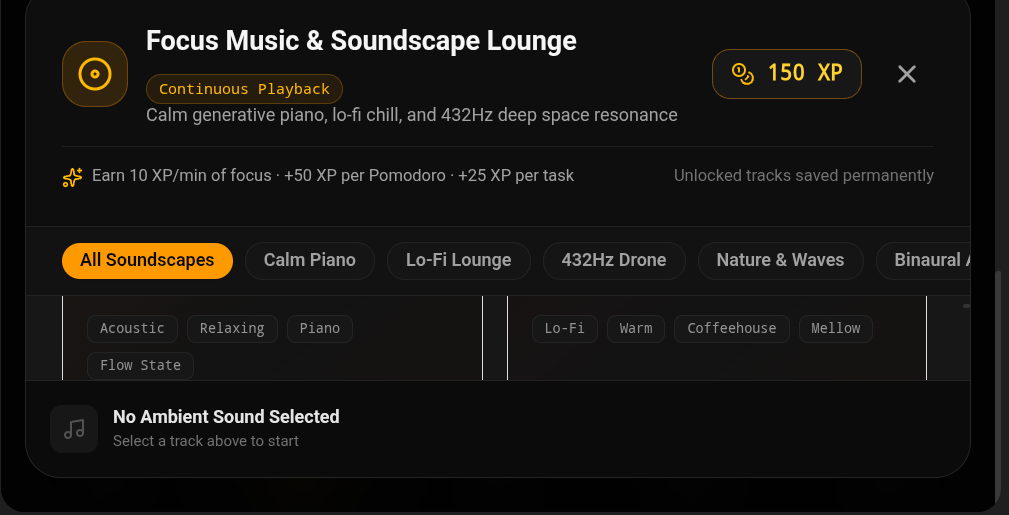 Focus Music & Soundscape Lounge
Continuous Playback
Calm generative piano, lo-fi chill, and 432Hz deep space resonance
150 XP
Earn 10 XP/min of focus · +50 XP per Pomodoro · +25 XP per task
Unlocked tracks saved permanently
All Soundscapes
Calm Piano
Lo-Fi Lounge
432Hz Drone
Nature & Waves
Binaural
Acoustic
Relaxing
Piano
Flow State
Lo-Fi
Warm
Coffeehouse
Mellow
No Ambient Sound Selected
Select a track above to start